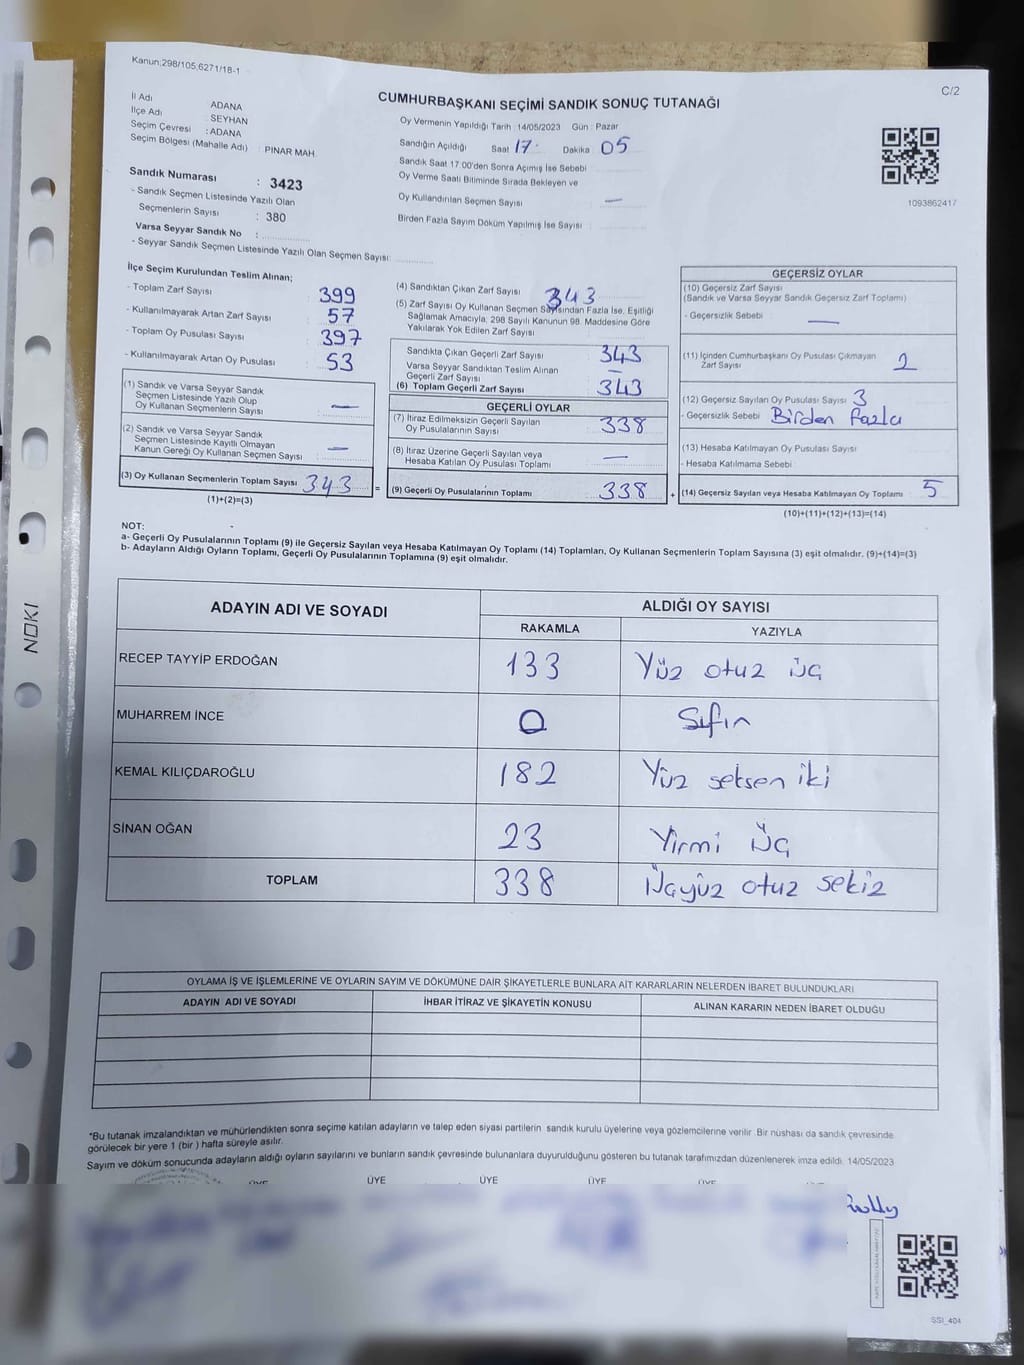 Kanun;298/105;6271/18-1
C/2
CUMHURBAŞKANI SEÇİMİ SANDIK SONUÇ TUTANAĞI
İl Adı ADANA
İlçe Adı SEYHAN
Seçim Çevresi : ADANA
Seçim Bölgesi (Mahalle Adı) : PINAR MAH.
Sandık Numarası : 3423
- Sandık Seçmen Listesinde Yazılı Olan
Seçmenlerin Sayısı : 380
Varsa Seyyar Sandık No :
- Seyyar Sandık Seçmen Listesinde Yazılı Olan Seçmen Sayısı:
Oy Vermenin Yapıldığı Tarih : 14/05/2023 Gün : Pazar
Sandığın Açıldığı Saat 17 Dakika 05
Sandık Saat 17 00'den Sonra Açımış İse Sebebi
Oy Verme Saati Bitiminde Sırada Bekleyen ve
Oy Kullandırılan Seçmen Sayısı —
Birden Fazla Sayım Döküm Yapılmış İse Sayısı :
1093862417
İlçe Seçim Kurulundan Teslim Alınan;
- Toplam Zarf Sayısı 399
- Kullanılmayarak Artan Zarf Sayısı 57
- Toplam Oy Pusulası Sayısı 397
- Kullanılmayarak Artan Oy Pusulası 53
(1) Sandık ve Varsa Seyyar Sandık
Seçmen Listesinde Yazılı Olup
Oy Kullanan Seçmenlerin Sayısı —
(2) Sandık ve Varsa Seyyar Sandık
Seçmen Listesinde Kayıtlı Olmayan
Kanun Gereği Oy Kullanan Seçmen Sayısı —
(3) Oy Kullanan Seçmenlerin Toplam Sayısı 343
(1)+(2)=(3)
(4) Sandıktan Çıkan Zarf Sayısı 343
(5) Zarf Sayısı Oy Kullanan Seçmen Sayısından Fazla İse, Eşitliği
Sağlamak Amacıyla, 298 Sayılı Kanunun 98. Maddesine Göre
Yakılarak Yok Edilen Zarf Sayısı
Sandıkta Çıkan Geçerli Zarf Sayısı 343
Varsa Seyyar Sandıktan Teslim Alınan
Geçerli Zarf Sayısı —
(6) Toplam Geçerli Zarf Sayısı 343
GEÇERLİ OYLAR
(7) İtiraz Edilmeksizin Geçerli Sayılan
Oy Pusulalarının Sayısı 338
(8) İtiraz Üzerine Geçerli Sayılan veya
Hesaba Katılan Oy Pusulası Toplamı —
= (9) Geçerli Oy Pusulalarının Toplamı 338
GEÇERSİZ OYLAR
(10) Geçersiz Zarf Sayısı
(Sandık ve Varsa Seyyar Sandık Geçersiz Zarf Toplamı)
- Geçersizlik Sebebi —
(11) İçinden Cumhurbaşkanı Oy Pusulası Çıkmayan
Zarf Sayısı 2
(12) Geçersiz Sayılan Oy Pusulası Sayısı 3
- Geçersizlik Sebebi Birden fazla
(13) Hesaba Katılmayan Oy Pusulası Sayısı
- Hesaba Katılmama Sebebi
+ (14) Geçersiz Sayılan veya Hesaba Katılmayan Oy Toplamı 5
(10)+(11)+(12)+(13)=(14)
NOT:
a- Geçerli Oy Pusulalarının Toplamı (9) ile Geçersiz Sayılan veya Hesaba Katılmayan Oy Toplamı (14) Toplamları, Oy Kullanan Seçmenlerin Toplam Sayısına (3) eşit olmalıdır. (9)+(14)=(3)
b- Adayların Aldığı Oyların Toplamı, Geçerli Oy Pusulalarının Toplamına (9) eşit olmalıdır.
ADAYIN ADI VE SOYADI ALDIĞI OY SAYISI
RAKAMLA YAZIYLA
RECEP TAYYİP ERDOĞAN 133 Yüz otuz üç
MUHARREM İNCE 0 Sıfır
KEMAL KILIÇDAROĞLU 182 Yüz seksen iki
SİNAN OĞAN 23 Yirmi üç
TOPLAM 338 Üçyüz otuz sekiz
NOKI
OYLAMA İŞ VE İŞLEMLERİNE VE OYLARIN SAYIM VE DÖKÜMÜNE DAİR ŞİKAYETLERLE BUNLARA AİT KARARLARIN NELERDEN İBARET BULUNDUKLARI
ADAYIN ADI VE SOYADI İHBAR İTİRAZ VE ŞİKAYETİN KONUSU ALINAN KARARIN NEDEN İBARET OLDUĞU
*Bu tutanak imzalandıktan ve mühürlendikten sonra seçime katılan adayların ve talep eden siyasi partilerin sandık kurulu üyelerine veya gözlemcilerine verilir. Bir nüshası da sandık çevresinde
görülecek bir yere 1 (bir ) hafta süreyle asılır.
Sayım ve döküm sonucunda adayların aldığı oyların sayılarını ve bunların sandık çevresinde bulunanlara duyurulduğunu gösteren bu tutanak tarafımızdan düzenlenerek imza edildi. 14/05/2023
ÜYE ÜYE ÜYE ÜYE ÜYE
SSI_404